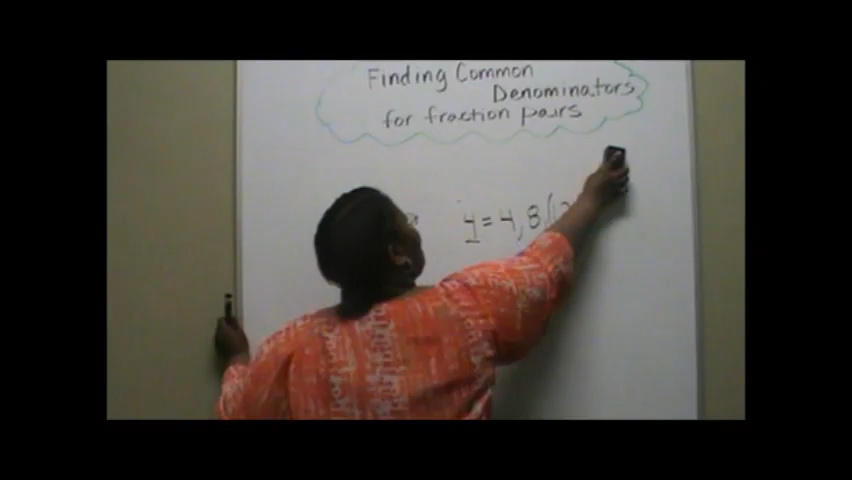 Finding Common
Denominators
for fraction pairs
4 = 4, 8